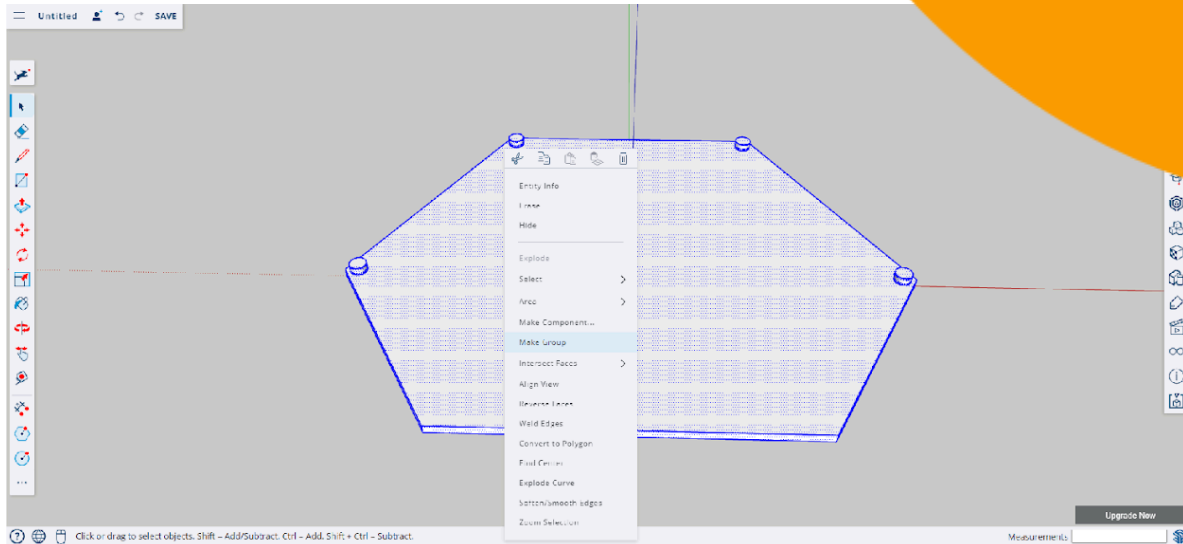 Untitled SAVE
Entity Info
Erase
Hide
Explode
Select
Area
Make Component...
Make Group
Intersect Faces
Align View
Reverse Faces
Weld Edges
Convert to Polygon
Find Center
Explode Curve
Soften/Smooth Edges
Zoom Selection
Upgrade Now
Click or drag to select objects. Shift – Add/Subtract. Ctrl – Add. Shift + Ctrl – Subtract. Measurements